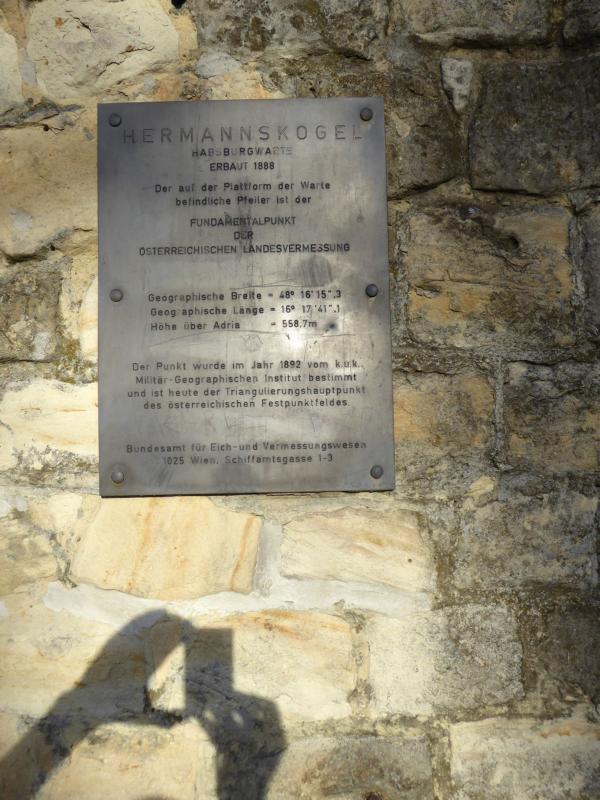 HERMANNSKOGEL
HABSBURGWARTE
ERBAUT 1888
Der auf der Plattform der Warte
befindliche Pfeiler ist der
FUNDAMENTALPUNKT
DER
ÖSTERREICHISCHEN LANDESVERMESSUNG
Geographische Breite = 48° 16'15".3
Geographische Länge = 16° 17'41".1
Höhe über Adria = 558.7m
Der Punkt wurde im Jahr 1892 vom k.u.k.
Militär-Geographischen Institut bestimmt
und ist heute der Triangulierungshauptpunkt
des österreichischen Festpunktfeldes.
Bundesamt für Eich-und Vermessungswesen
1025 Wien, Schiffamtsgasse 1-3